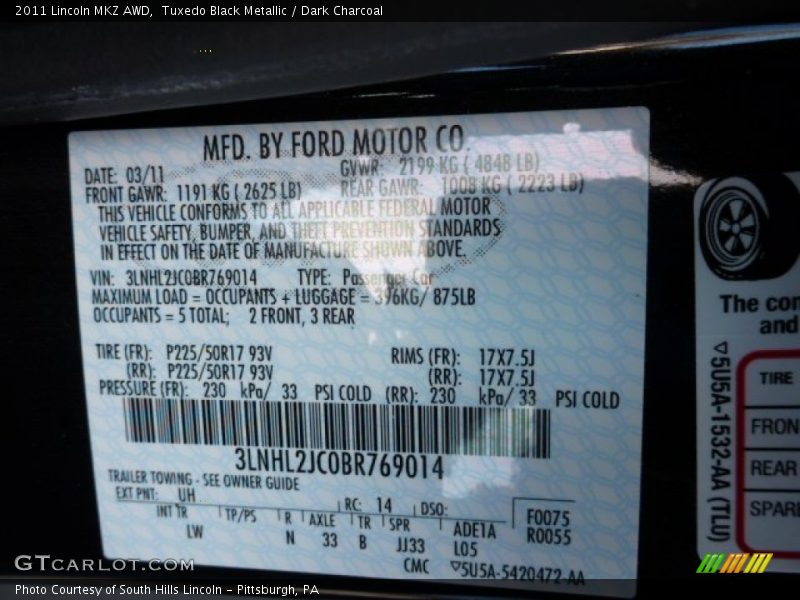 2011 Lincoln MKZ AWD,  Tuxedo Black Metallic / Dark Charcoal
MFD. BY FORD MOTOR CO.
DATE: 03/11 GVWR: 2199 KG ( 4848 LB)
FRONT GAWR: 1191 KG ( 2625 LB) REAR GAWR: 1008 KG ( 2223 LB)
THIS VEHICLE CONFORMS TO ALL APPLICABLE FEDERAL MOTOR
VEHICLE SAFETY, BUMPER, AND THEFT PREVENTION STANDARDS
IN EFFECT ON THE DATE OF MANUFACTURE SHOWN ABOVE.
VIN: 3LNHL2JC0BR769014 TYPE: Passenger Car
MAXIMUM LOAD = OCCUPANTS + LUGGAGE = 396KG/ 875LB
OCCUPANTS = 5 TOTAL; 2 FRONT, 3 REAR
TIRE (FR): P225/50R17 93V RIMS (FR): 17X7.5J
(RR): P225/50R17 93V (RR): 17X7.5J
PRESSURE (FR): 230 kPa/ 33 PSI COLD (RR): 230 kPa/ 33 PSI COLD
3LNHL2JC0BR769014
TRAILER TOWING - SEE OWNER GUIDE
EXT PNT: UH RC: 14 DSO: F0075
INT TR TP/PS R AXLE TR SPR ADE1A R0055
LW N 33 B JJ33 L05
CMC ▽5U5A-5420472-AA
The con
and
▽5U5A-1532-AA (TLU)
TIRE
FRON
REAR
SPARE
GTCARLOT.COM
Photo Courtesy of South Hills Lincoln - Pittsburgh, PA